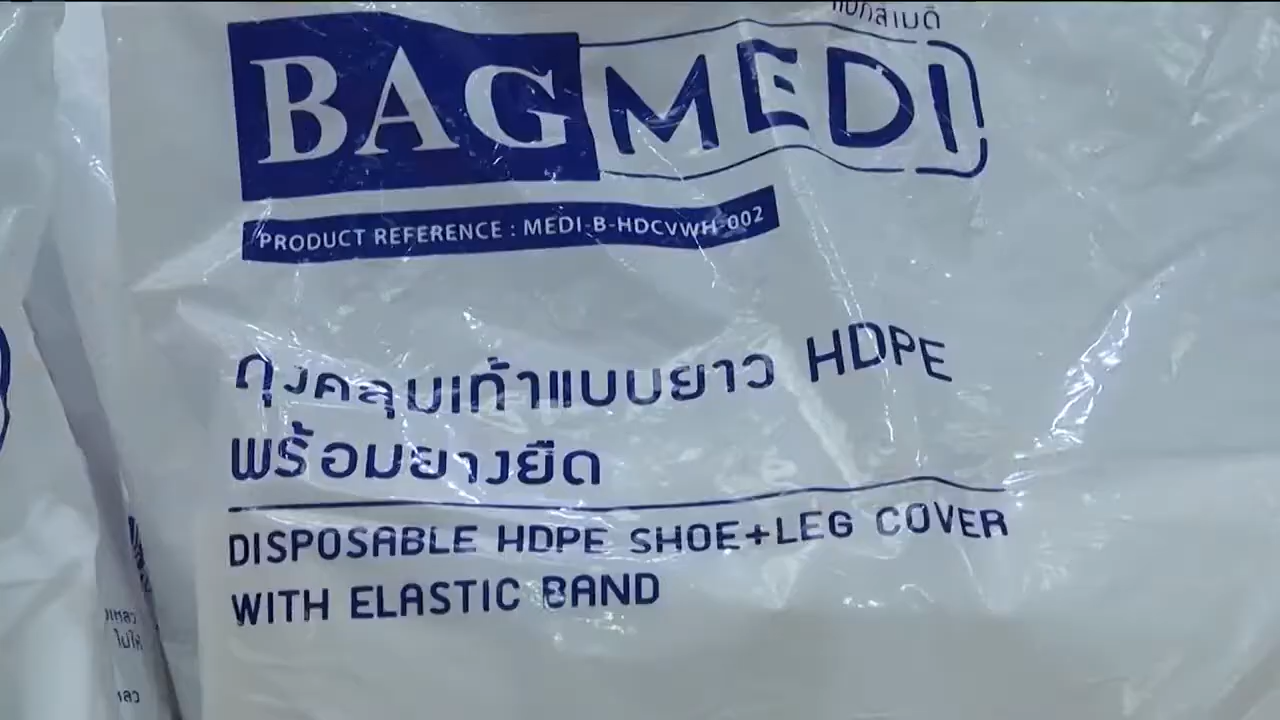 BAGMEDI
PRODUCT REFERENCE : MEDI-B-HDCVWH-002
ถุงคลุมเท้าแบบยาว HDPE
พร้อมยางยืด
DISPOSABLE HDPE SHOE+LEG COVER
WITH ELASTIC BAND